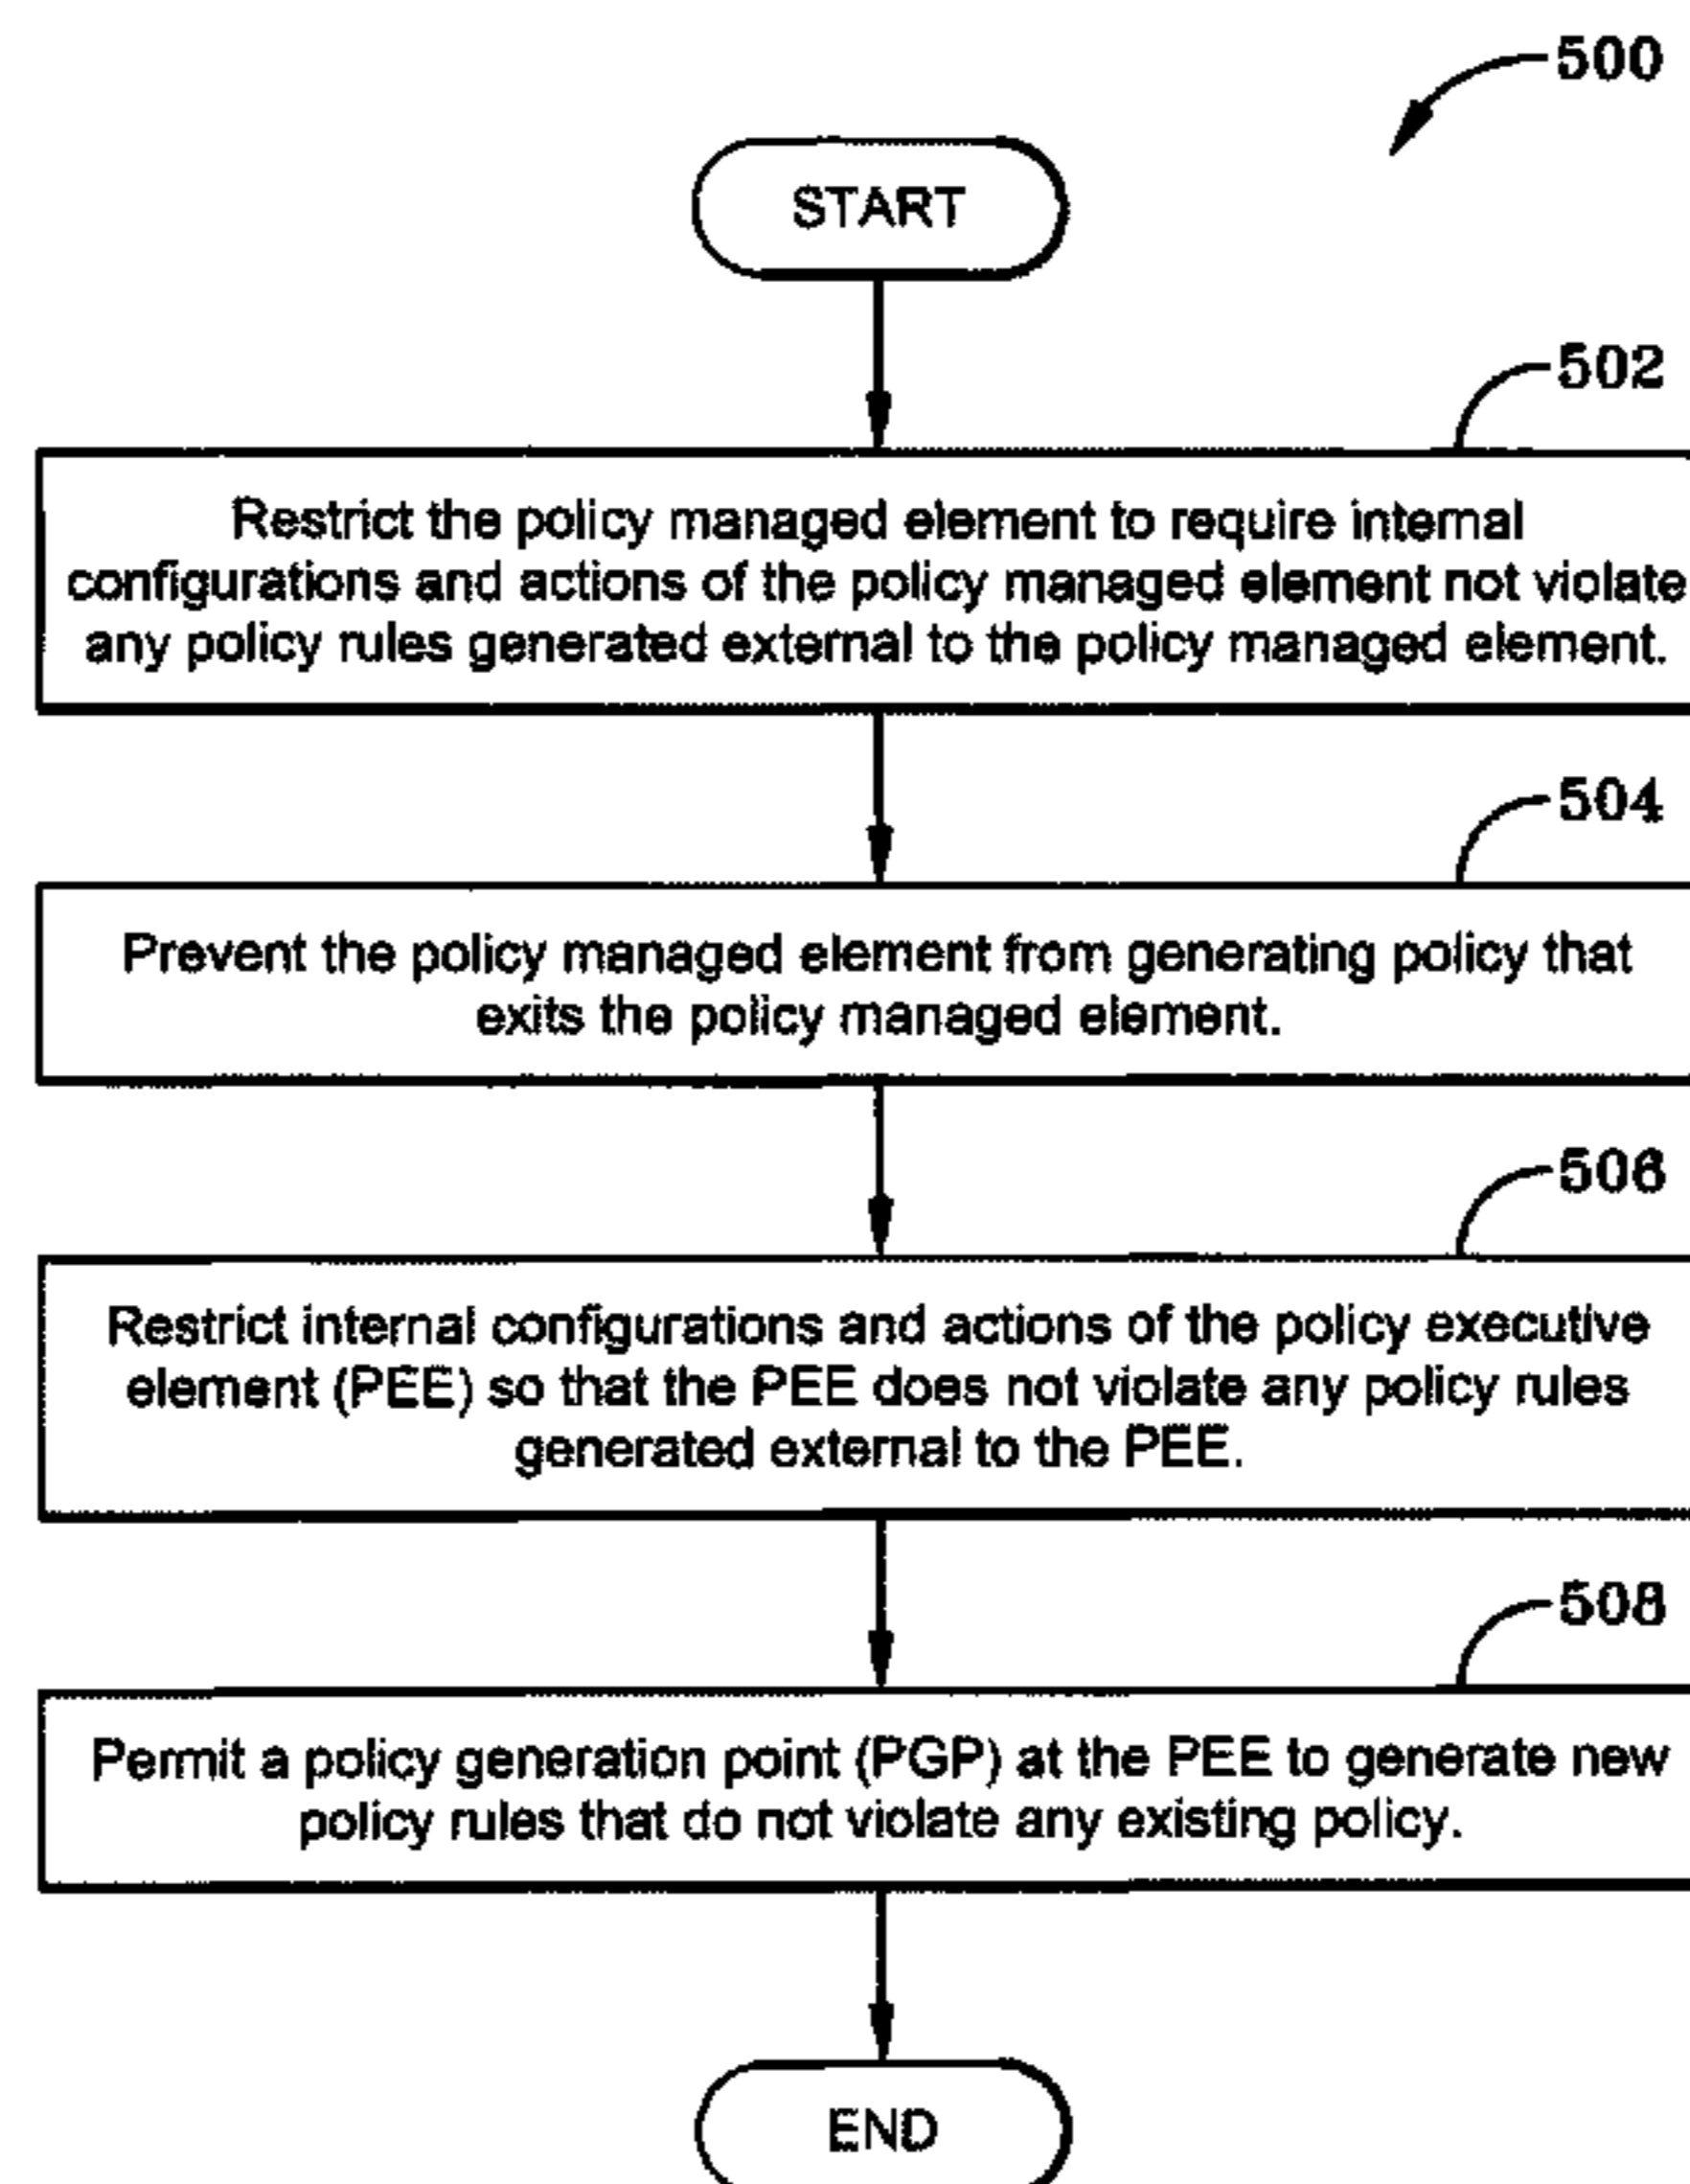 500
START
502
Restrict the policy managed element to require internal
configurations and actions of the policy managed element not violate
any policy rules generated external to the policy managed element.
504
Prevent the policy managed element from generating policy that
exits the policy managed element.
506
Restrict internal configurations and actions of the policy executive
element (PEE) so that the PEE does not violate any policy rules
generated external to the PEE.
508
Permit a policy generation point (PGP) at the PEE to generate new
policy rules that do not violate any existing policy.
END